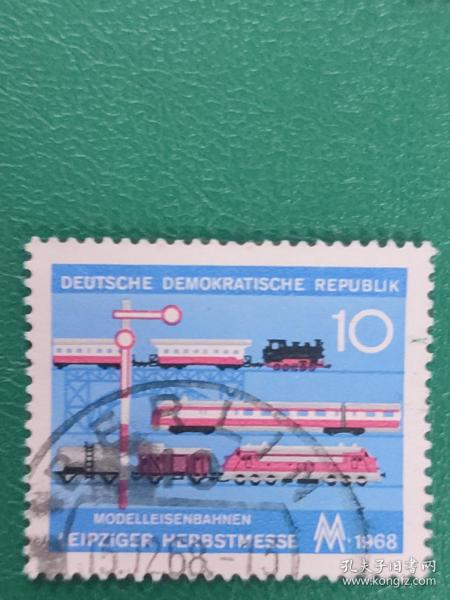 DEUTSCHE DEMOKRATISCHE REPUBLIK
10
MODELLEISENBAHNEN
LEIPZIGER HERBSTMESSE MM 1968
孔夫子旧书网
www.kongfz.com